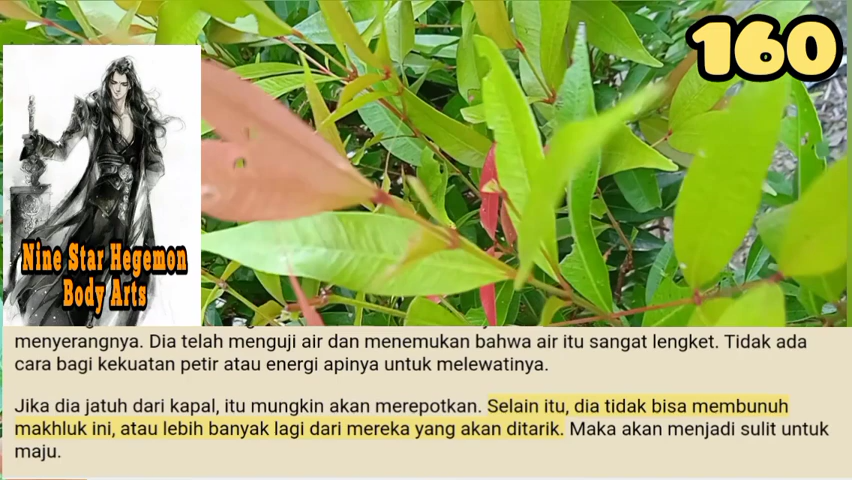 160
Nine Star Hegemon
Body Arts
menyerangnya. Dia telah menguji air dan menemukan bahwa air itu sangat lengket. Tidak ada
cara bagi kekuatan petir atau energi apinya untuk melewatinya.
Jika dia jatuh dari kapal, itu mungkin akan merepotkan. Selain itu, dia tidak bisa membunuh
makhluk ini, atau lebih banyak lagi dari mereka yang akan ditarik. Maka akan menjadi sulit untuk
maju.